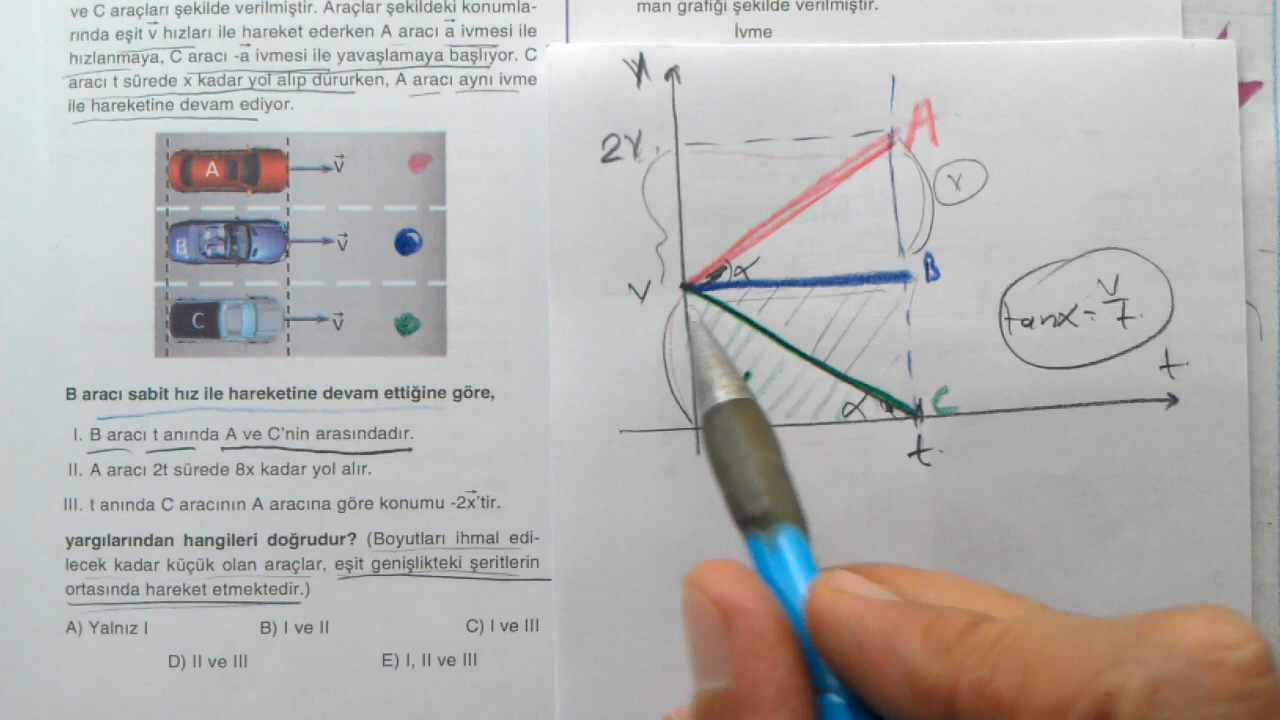 ve C araçları şekilde verilmiştir. Araçlar şekildeki konumla-
rında eşit v hızları ile hareket ederken A aracı a ivmesi ile
hızlanmaya, C aracı -a ivmesi ile yavaşlamaya başlıyor. C
aracı t sürede x kadar yol alıp dururken, A aracı aynı ivme
ile hareketine devam ediyor.
A v
B v
C v
B aracı sabit hız ile hareketine devam ettiğine göre,
I. B aracı t anında A ve C'nin arasındadır.
II. A aracı 2t sürede 8x kadar yol alır.
III. t anında C aracının A aracına göre konumu -2x'tir.
yargılarından hangileri doğrudur? (Boyutları ihmal edi-
lecek kadar küçük olan araçlar, eşit genişlikteki şeritlerin
ortasında hareket etmektedir.)
A) Yalnız I B) I ve II C) I ve III
D) II ve III E) I, II ve III
man grafiği şekilde verilmiştir.
İvme
V
2V A
V
V α B
tanα = V/t
t
α C
t